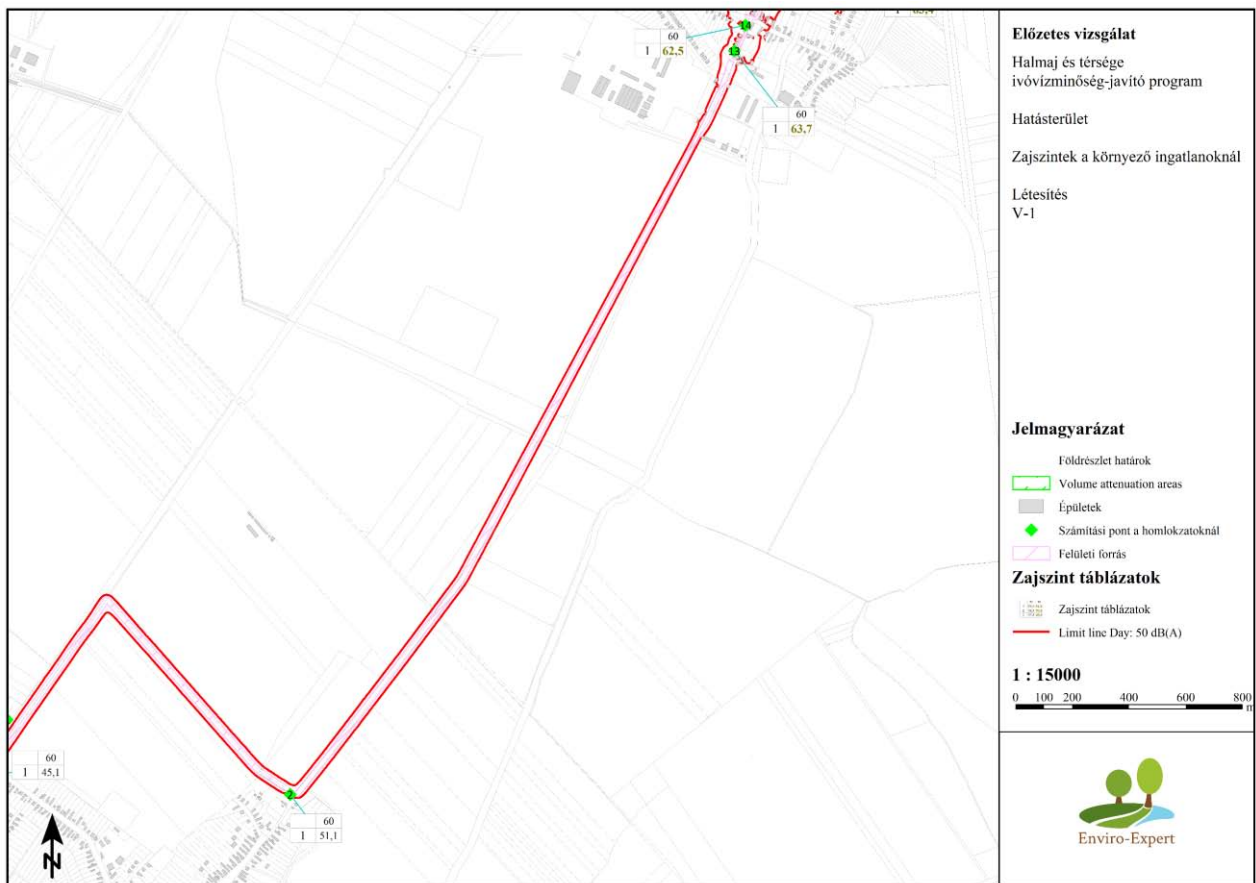 14
60
1 62,5
13
60
1 63,7
60
1 45,1
2
60
1 51,1
N
Előzetes vizsgálat
Halmaj és térsége
ivóvízminőség-javító program
Hatásterület
Zajszintek a környező ingatlanoknál
Létesítés
V-1
Jelmagyarázat
Földrészlet határok
Volume attenuation areas
Épületek
Számítási pont a homlokzatoknál
Felületi forrás
Zajszint táblázatok
Zajszint táblázatok
Limit line Day: 50 dB(A)
1 : 15000
0 100 200 400 600 800
m
Enviro-Expert